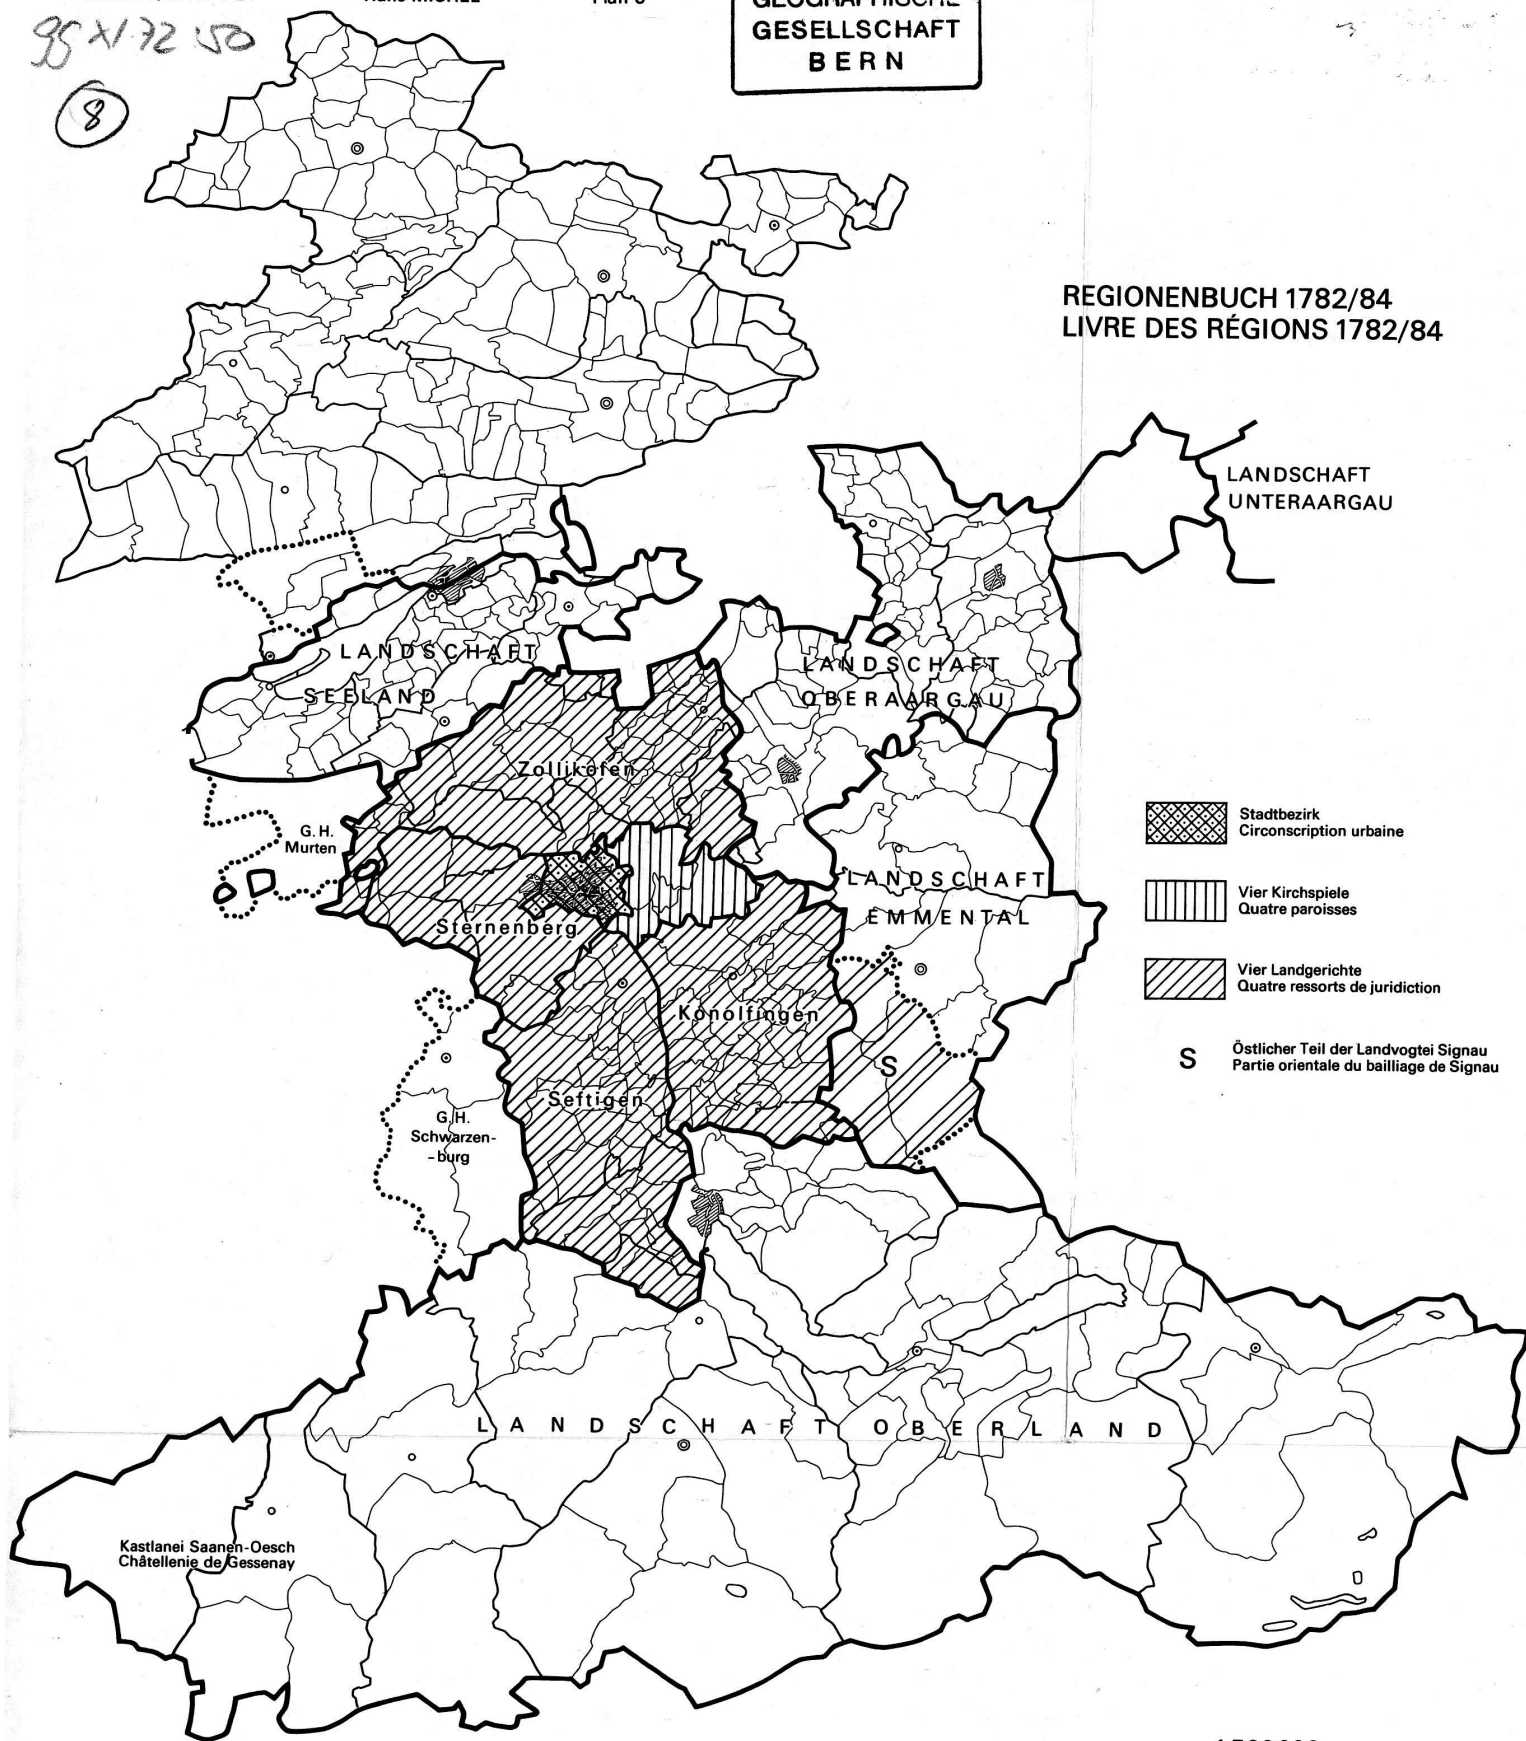 GEOGRAPHISCHE
GESELLSCHAFT
BERN
8
REGIONENBUCH 1782/84
LIVRE DES RÉGIONS 1782/84
LANDSCHAFT
UNTERAARGAU
LANDSCHAFT
SEELAND
LANDSCHAFT
OBERAARGAU
Zollikofen
G.H.
Murten
Stadtbezirk
Circonscription urbaine
LANDSCHAFT
EMMENTAL
Vier Kirchspiele
Quatre paroisses
Sternenberg
Vier Landgerichte
Quatre ressorts de juridiction
Konolfingen
S
S Östlicher Teil der Landvogtei Signau
Partie orientale du bailliage de Signau
Seftigen
G.H.
Schwarzen-
-burg
LANDSCHAFT OBERLAND
Kastlanei Saanen-Oesch
Châtellenie de Gessenay